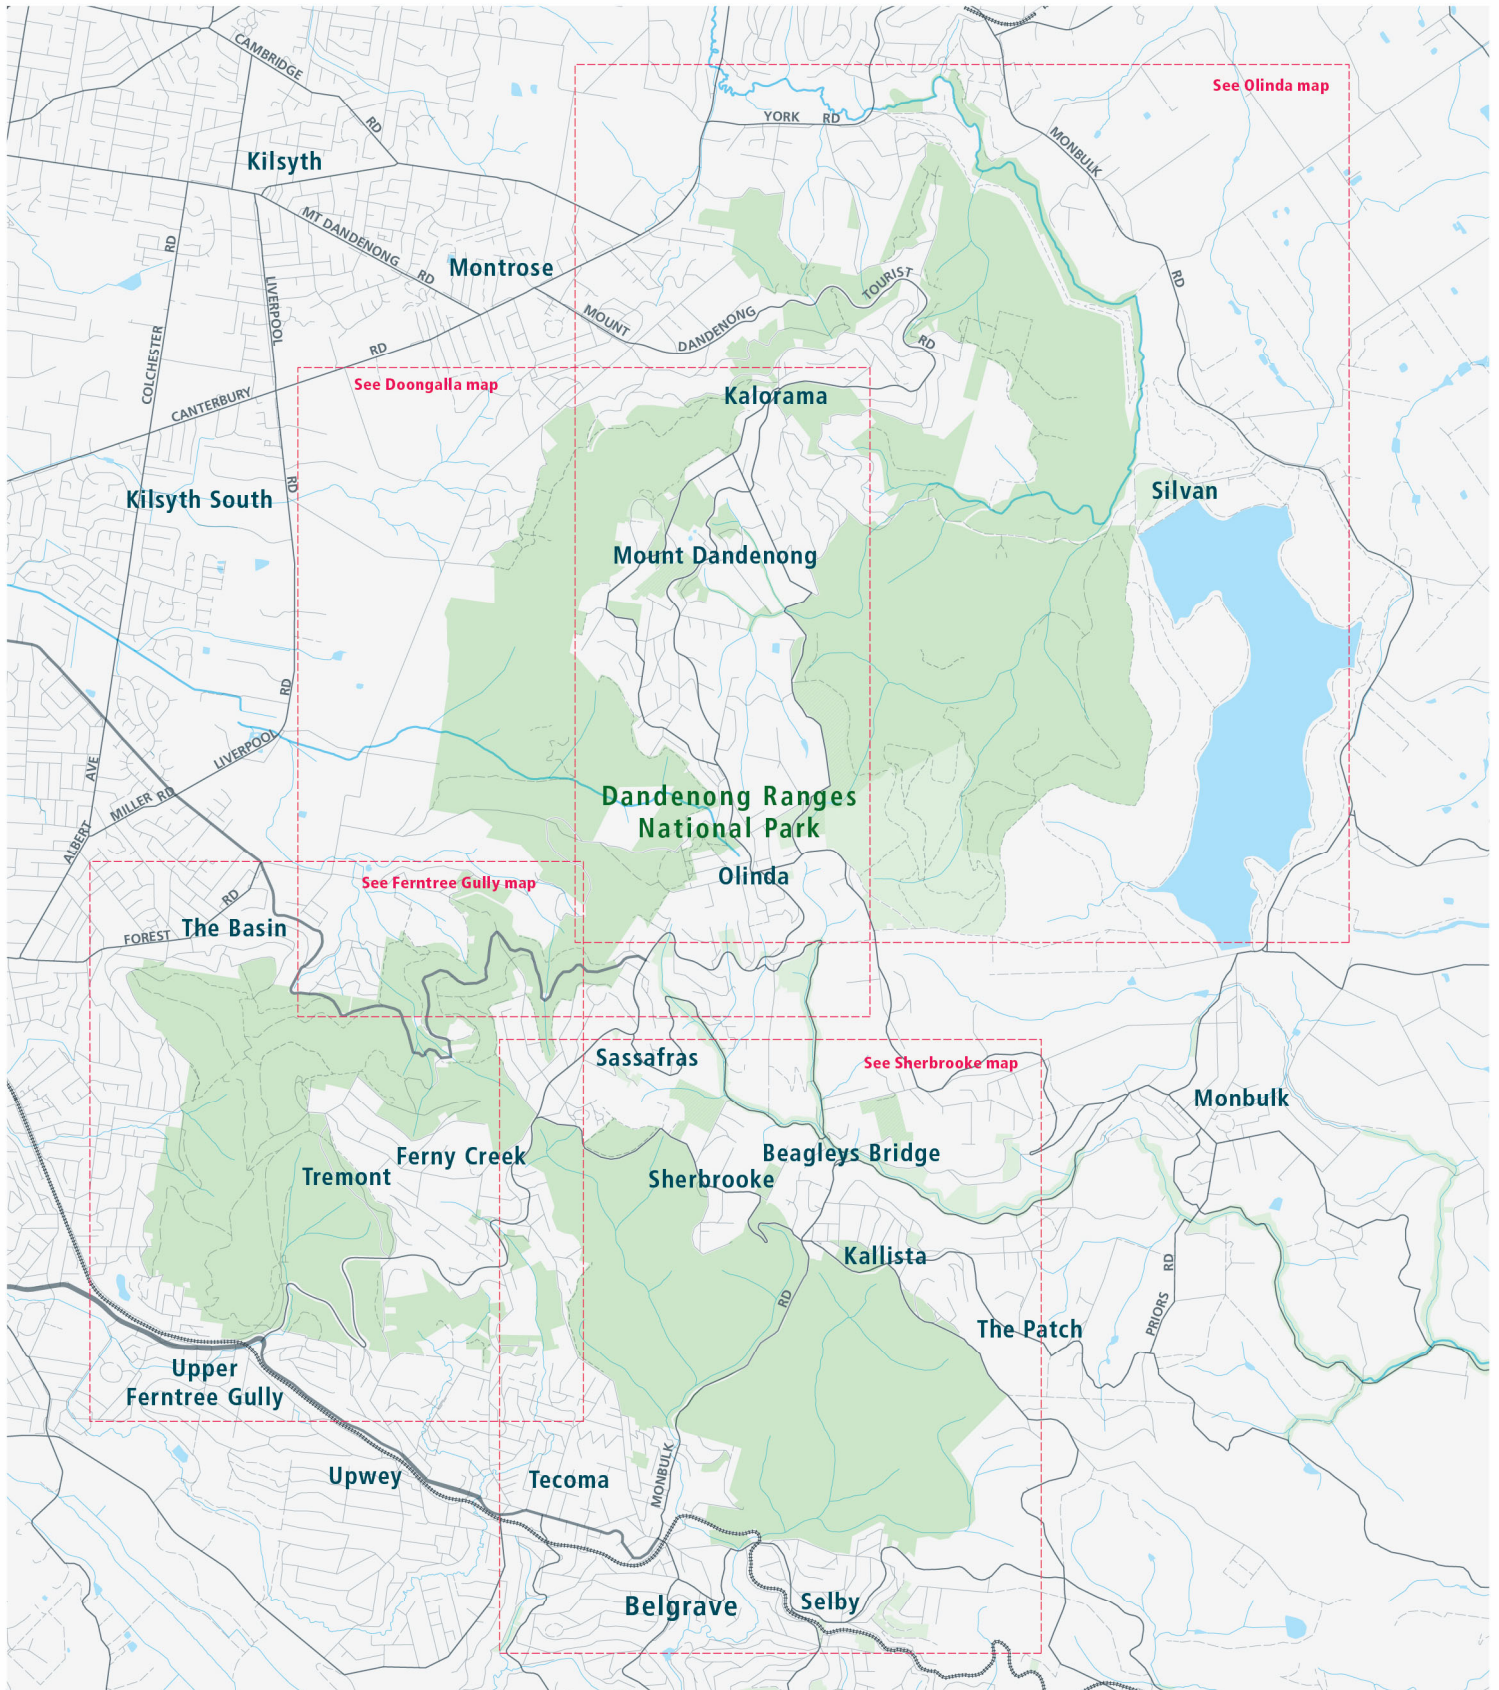 CAMBRIDGE
RD
See Olinda map
YORK RD
MONBULK
RD
Kilsyth
MT DANDENONG RD
RD
LIVERPOOL
Montrose
MOUNT
DANDENONG
TOURIST
RD
COLCHESTER
RD
CANTERBURY
See Doongalla map
Kalorama
RD
Kilsyth South
Silvan
Mount Dandenong
RD
LIVERPOOL
AVE
MILLER RD
ALBERT
Dandenong Ranges
National Park
Olinda
See Ferntree Gully map
RD
FOREST
The Basin
Sassafras
See Sherbrooke map
Monbulk
Ferny Creek
Tremont
Beagleys Bridge
Sherbrooke
Kallista
RD
PRIORS
RD
The Patch
Upper
Ferntree Gully
Upwey
Tecoma
MONBULK
Belgrave
Selby